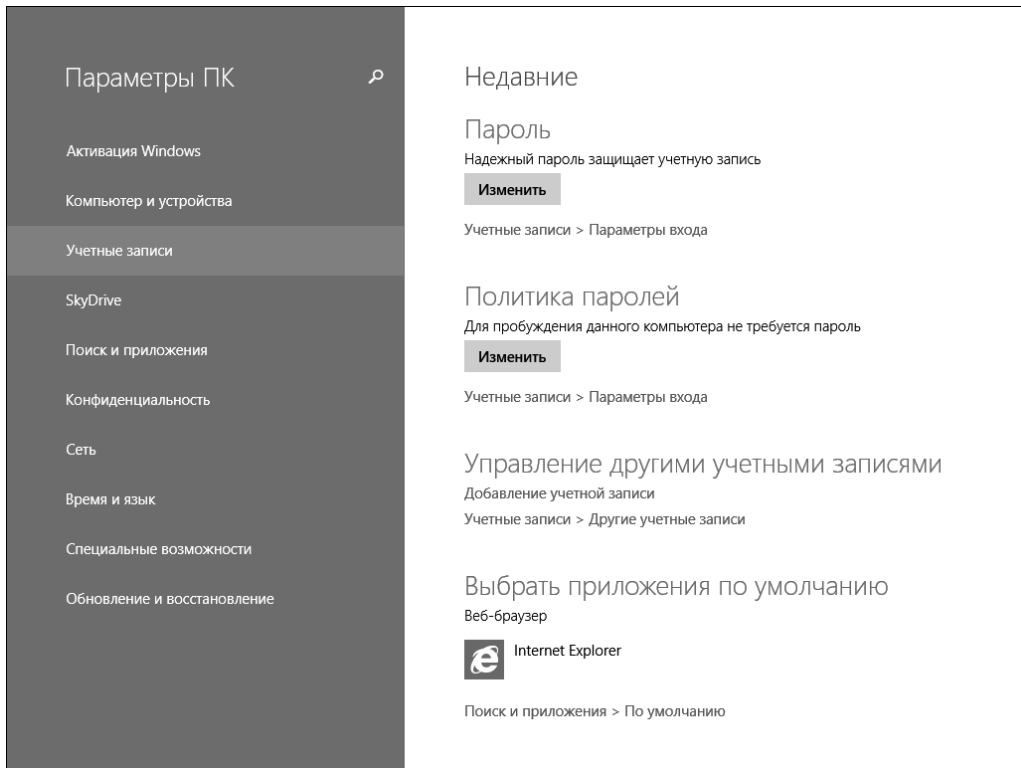 Параметры ПК
Активация Windows
Компьютер и устройства
Учетные записи
SkyDrive
Поиск и приложения
Конфиденциальность
Сеть
Время и язык
Специальные возможности
Обновление и восстановление
Недавние
Пароль
Надежный пароль защищает учетную запись
Изменить
Учетные записи > Параметры входа
Политика паролей
Для пробуждения данного компьютера не требуется пароль
Изменить
Учетные записи > Параметры входа
Управление другими учетными записями
Добавление учетной записи
Учетные записи > Другие учетные записи
Выбрать приложения по умолчанию
Веб-браузер
Internet Explorer
Поиск и приложения > По умолчанию